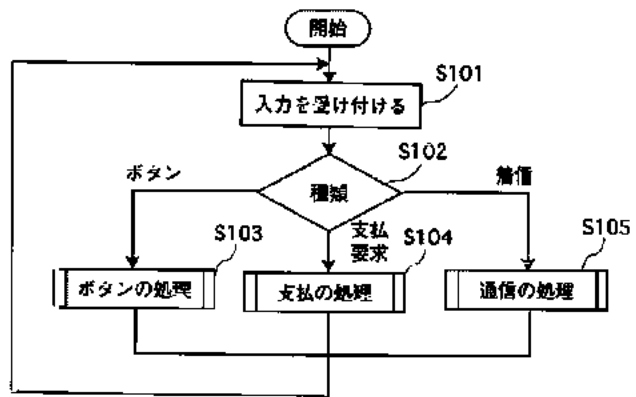 開始
S101
入力を受け付ける
S102
ボタン
種類
着信
支払
要求
S103
S104
S105
ボタンの処理
支払の処理
通信の処理